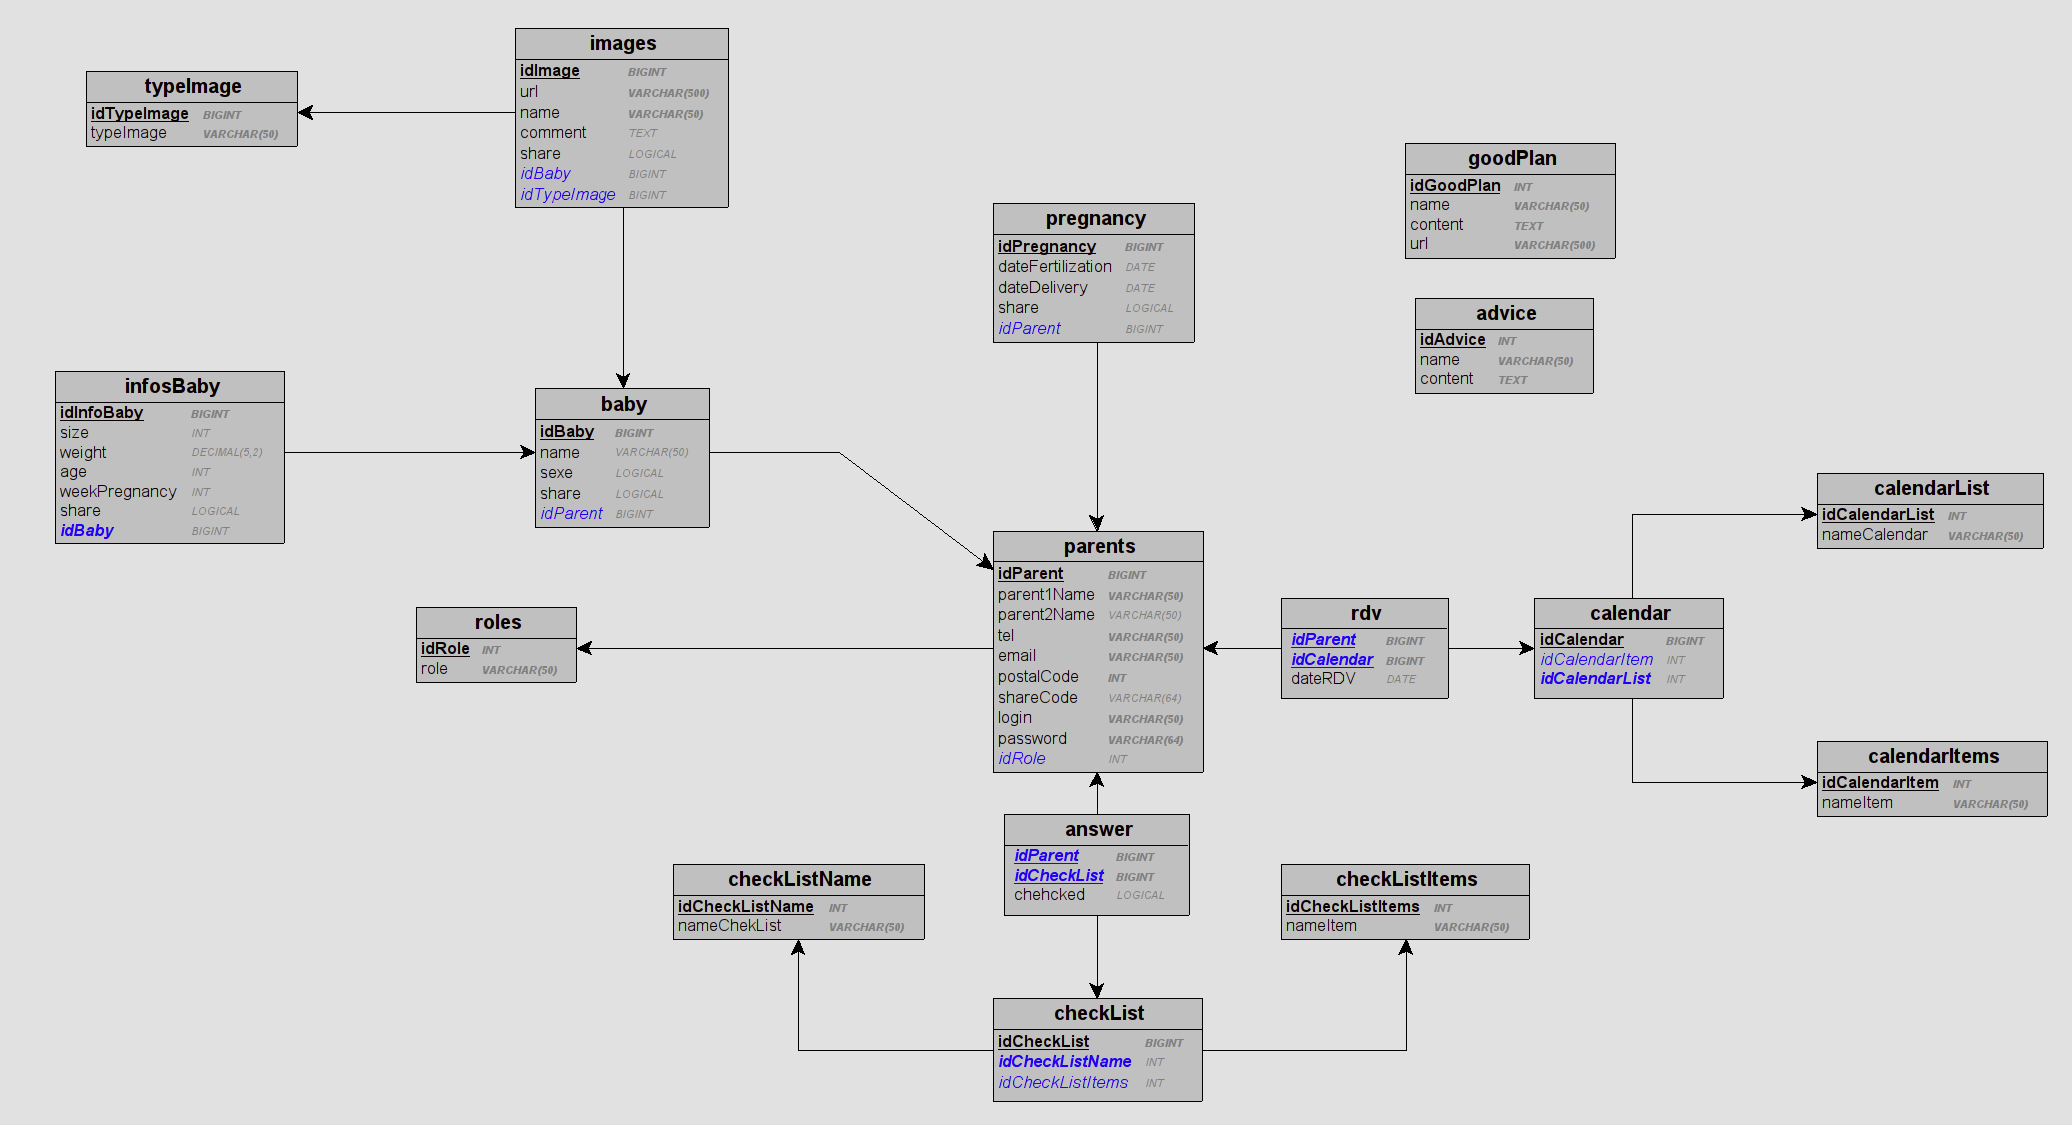 images
idImage BIGINT
url VARCHAR(500)
name VARCHAR(50)
comment TEXT
share LOGICAL
idBaby BIGINT
idTypeImage BIGINT
typeImage
idTypeImage BIGINT
typeImage VARCHAR(50)
goodPlan
idGoodPlan INT
name VARCHAR(50)
content TEXT
url VARCHAR(500)
pregnancy
idPregnancy BIGINT
dateFertilization DATE
dateDelivery DATE
share LOGICAL
idParent BIGINT
advice
idAdvice INT
name VARCHAR(50)
content TEXT
infosBaby
idInfoBaby BIGINT
size INT
weight DECIMAL(5,2)
age INT
weekPregnancy INT
share LOGICAL
idBaby BIGINT
baby
idBaby BIGINT
name VARCHAR(50)
sexe LOGICAL
share LOGICAL
idParent BIGINT
calendarList
idCalendarList INT
nameCalendar VARCHAR(50)
parents
idParent BIGINT
parent1Name VARCHAR(50)
parent2Name VARCHAR(50)
tel VARCHAR(50)
email VARCHAR(50)
postalCode INT
shareCode VARCHAR(64)
login VARCHAR(50)
password VARCHAR(64)
idRole INT
roles
idRole INT
role VARCHAR(50)
rdv
idParent BIGINT
idCalendar BIGINT
dateRDV DATE
calendar
idCalendar BIGINT
idCalendarItem INT
idCalendarList INT
calendarItems
idCalendarItem INT
nameItem VARCHAR(50)
answer
idParent BIGINT
idCheckList BIGINT
chehcked LOGICAL
checkListName
idCheckListName INT
nameChekList VARCHAR(50)
checkListItems
idCheckListItems INT
nameItem VARCHAR(50)
checkList
idCheckList BIGINT
idCheckListName INT
idCheckListItems INT